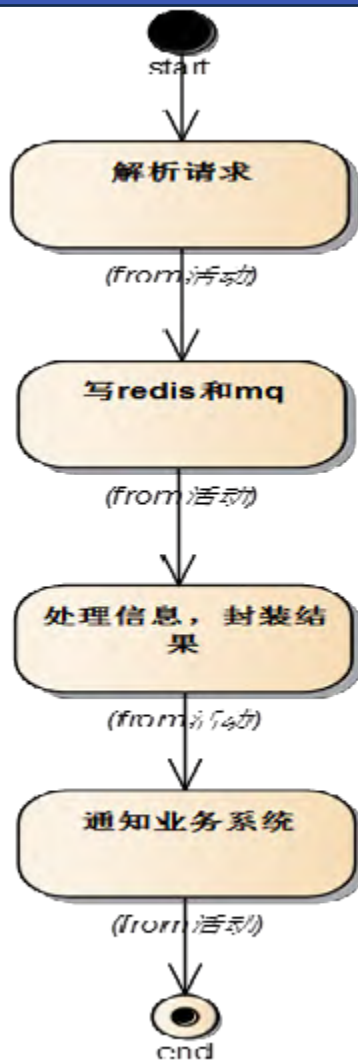 start
解析请求
(from 活动)
写redis和mq
(from 活动)
处理信息，封装结
果
(from 活动)
通知业务系统
(from 活动)
end